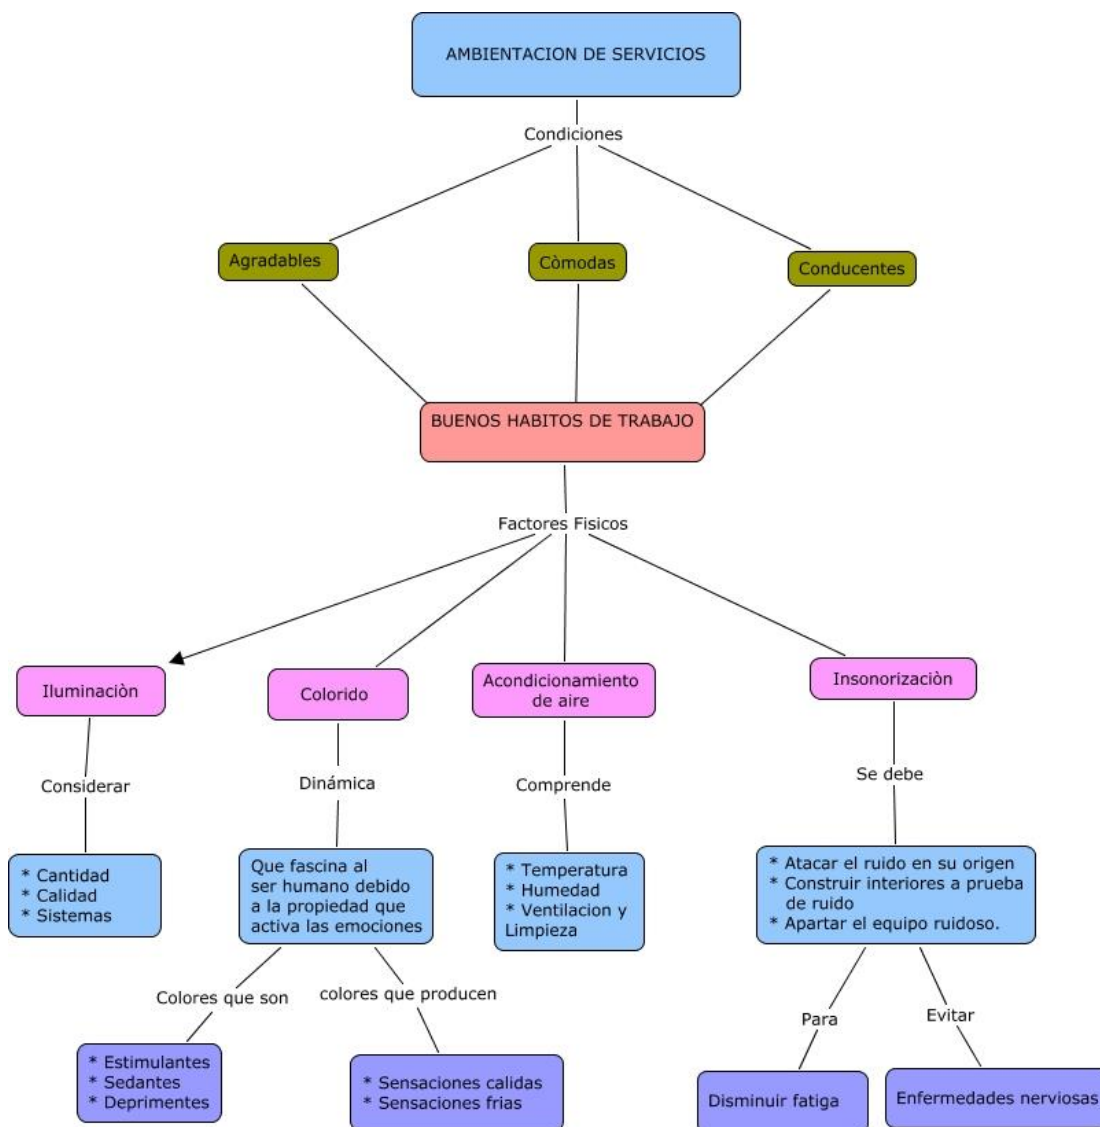 AMBIENTACION DE SERVICIOS
Condiciones
Agradables
Còmodas
Conducentes
BUENOS HABITOS DE TRABAJO
Factores Fisicos
Iluminaciòn
Colorido
Acondicionamiento
de aire
Insonorizaciòn
Considerar
Dinámica
Comprende
Se debe
* Cantidad
* Calidad
* Sistemas
Que fascina al
ser humano debido
a la propiedad que
activa las emociones
* Temperatura
* Humedad
* Ventilacion y
Limpieza
* Atacar el ruido en su origen
* Construir interiores a prueba
de ruido
* Apartar el equipo ruidoso.
Colores que son
colores que producen
Para
Evitar
* Estimulantes
* Sedantes
* Deprimentes
* Sensaciones calidas
* Sensaciones frias
Disminuir fatiga
Enfermedades nerviosas